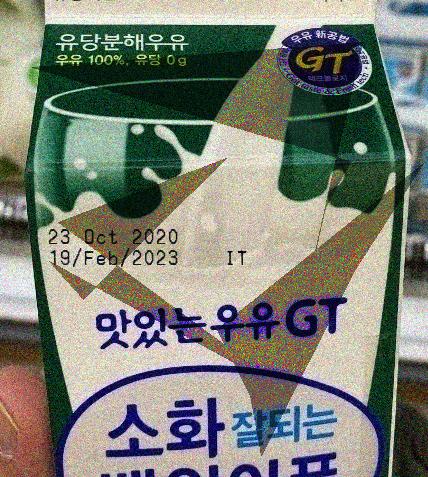 유당분해우유
우유 100%, 유당 0g
우유 新공법
GT
23 Oct 2020
19/Feb/2023 IT
맛있는우유GT
소화 잘되는